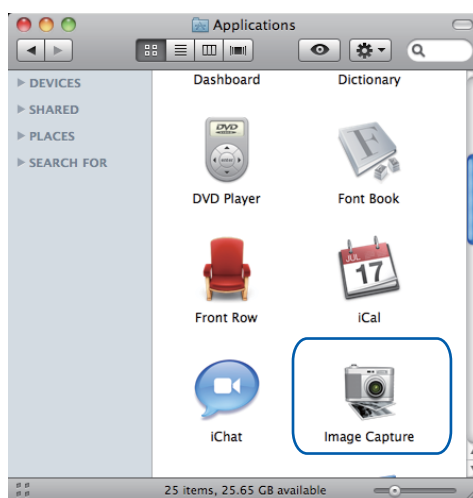 Applications
DEVICES
SHARED
PLACES
SEARCH FOR
Dashboard Dictionary
DVD
DVD Player Font Book
JUL
17
Front Row iCal
iChat Image Capture
25 items, 25.65 GB available